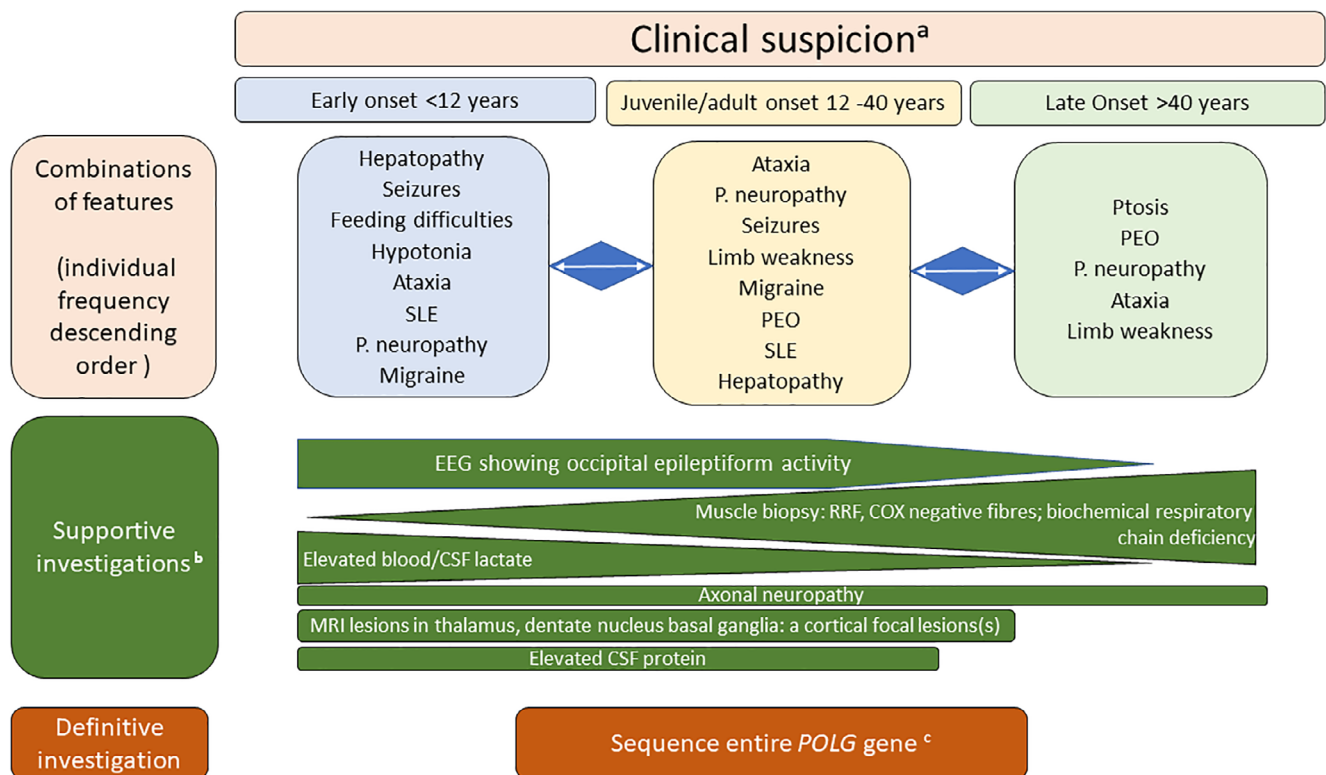 Clinical suspicionᵃ
Early onset <12 years
Juvenile/adult onset 12 -40 years
Late Onset >40 years
Combinations
of features
(individual
frequency
descending
order )
Hepatopathy
Seizures
Feeding difficulties
Hypotonia
Ataxia
SLE
P. neuropathy
Migraine
Ataxia
P. neuropathy
Seizures
Limb weakness
Migraine
PEO
SLE
Hepatopathy
Ptosis
PEO
P. neuropathy
Ataxia
Limb weakness
Supportive
investigations ᵇ
EEG showing occipital epileptiform activity
Muscle biopsy: RRF, COX negative fibres; biochemical respiratory
chain deficiency
Elevated blood/CSF lactate
Axonal neuropathy
MRI lesions in thalamus, dentate nucleus basal ganglia: a cortical focal lesions(s)
Elevated CSF protein
Definitive
investigation
Sequence entire POLG gene ᶜ